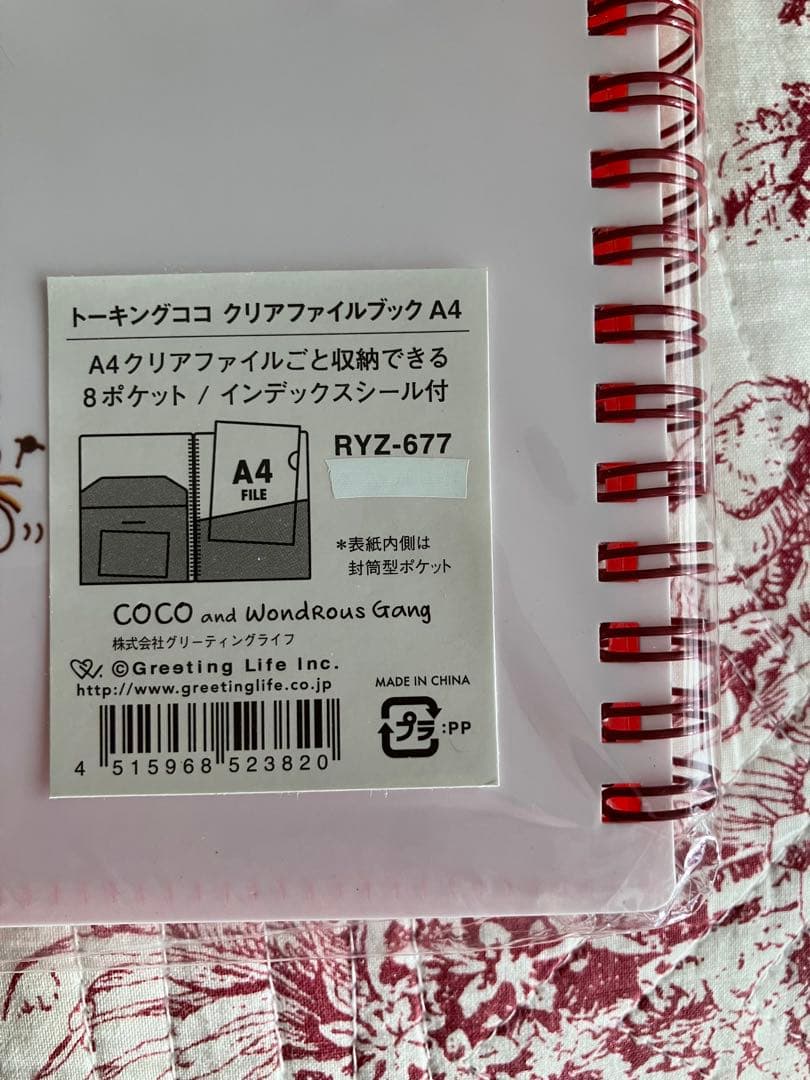 トーキングココ クリアファイルブック A4
A4クリアファイルごと収納できる
8ポケット / インデックスシール付
RYZ-677
A4
FILE
*表紙内側は
封筒型ポケット
COCO and WONDROUS GANG
株式会社グリーティングライフ
©Greeting Life Inc.
http://www.greetinglife.co.jp
MADE IN CHINA
プラ:PP
4 515968 523820